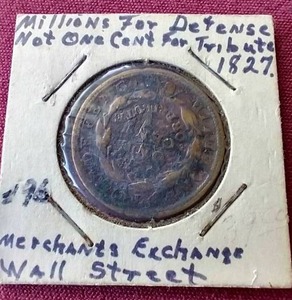 Millions For Defense
Not One Cent For Tribute
1827.
Merchants Exchange
Wall Street